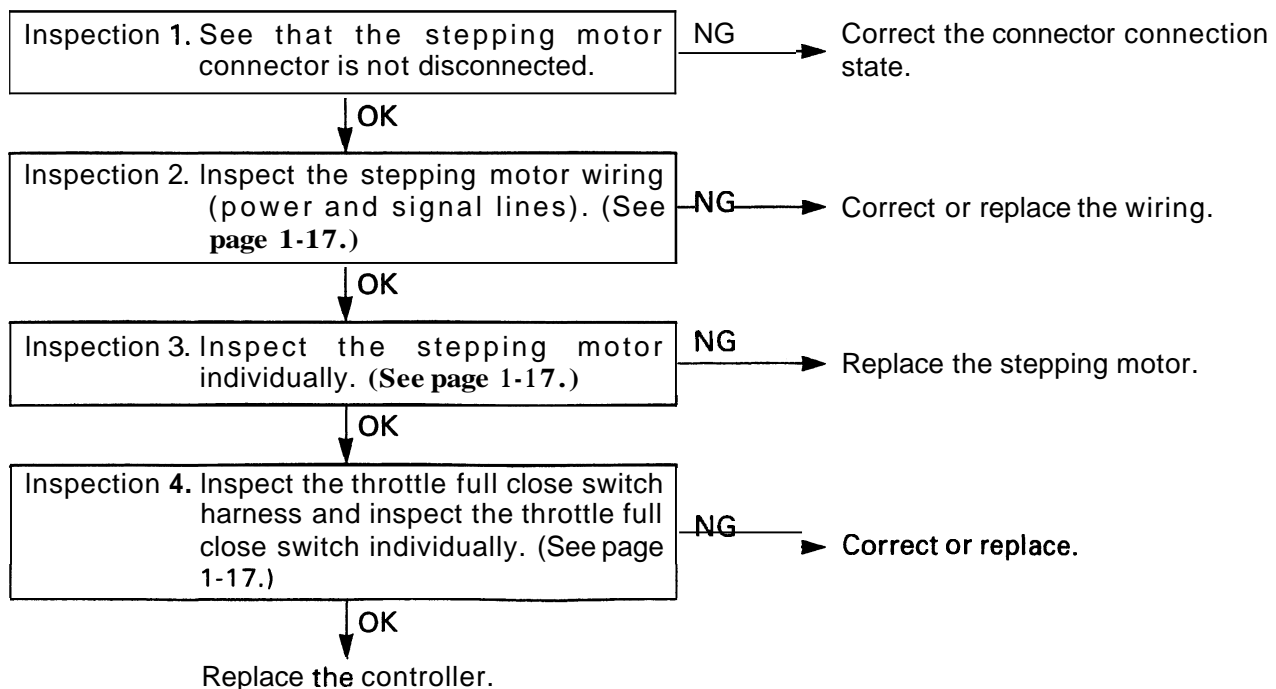 Inspection 1. See that the stepping motor
connector is not disconnected.
NG
Correct the connector connection
state.
OK
Inspection 2. Inspect the stepping motor wiring
(power and signal lines). (See
page 1-17.)
NG
Correct or replace the wiring.
OK
Inspection 3. Inspect the stepping motor
individually. (See page 1-17.)
NG
Replace the stepping motor.
OK
Inspection 4. Inspect the throttle full close switch
harness and inspect the throttle full
close switch individually. (See page
1-17.)
NG
Correct or replace.
OK
Replace the controller.